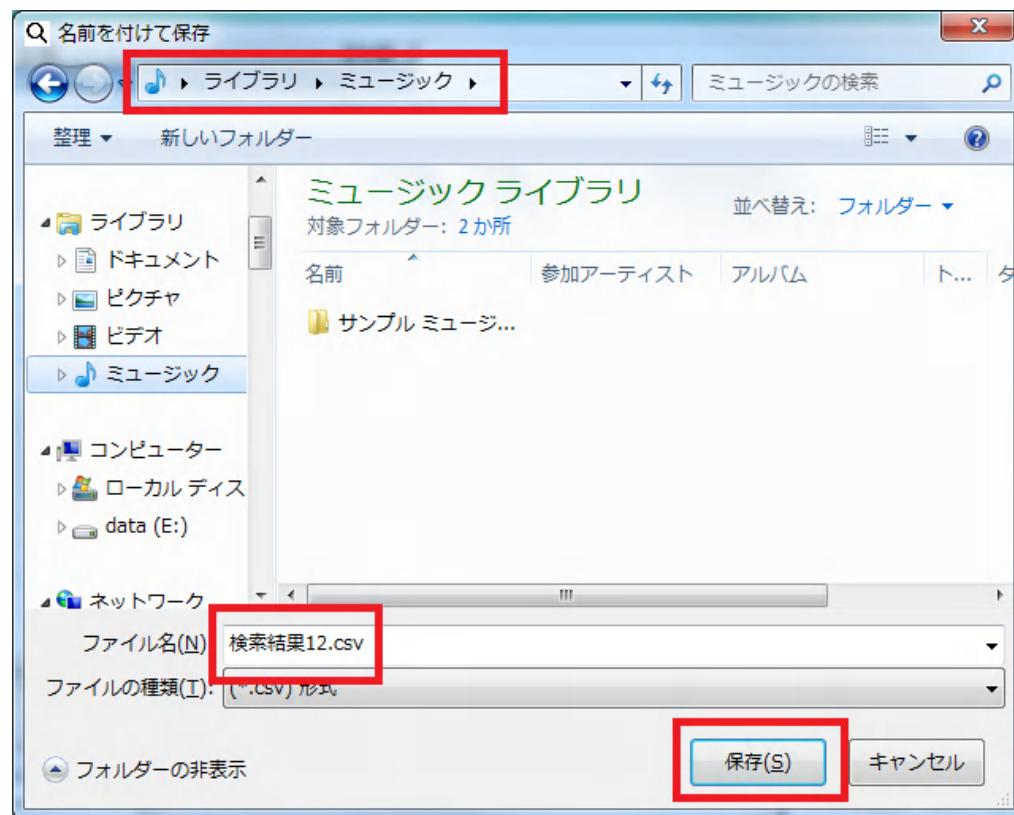 名前を付けて保存
ライブラリ ミュージック ミュージックの検索
整理 新しいフォルダー
ミュージック ライブラリ
対象フォルダー: 2 か所
並べ替え: フォルダー
名前 参加アーティスト アルバム ト... タ
サンプル ミュージ...
ライブラリ
ドキュメント
ピクチャ
ビデオ
ミュージック
コンピューター
ローカル ディス
data (E:)
ネットワーク
ファイル名(N) 検索結果12.csv
ファイルの種類(T): (*.csv) 形式
フォルダーの非表示 保存(S) キャンセル